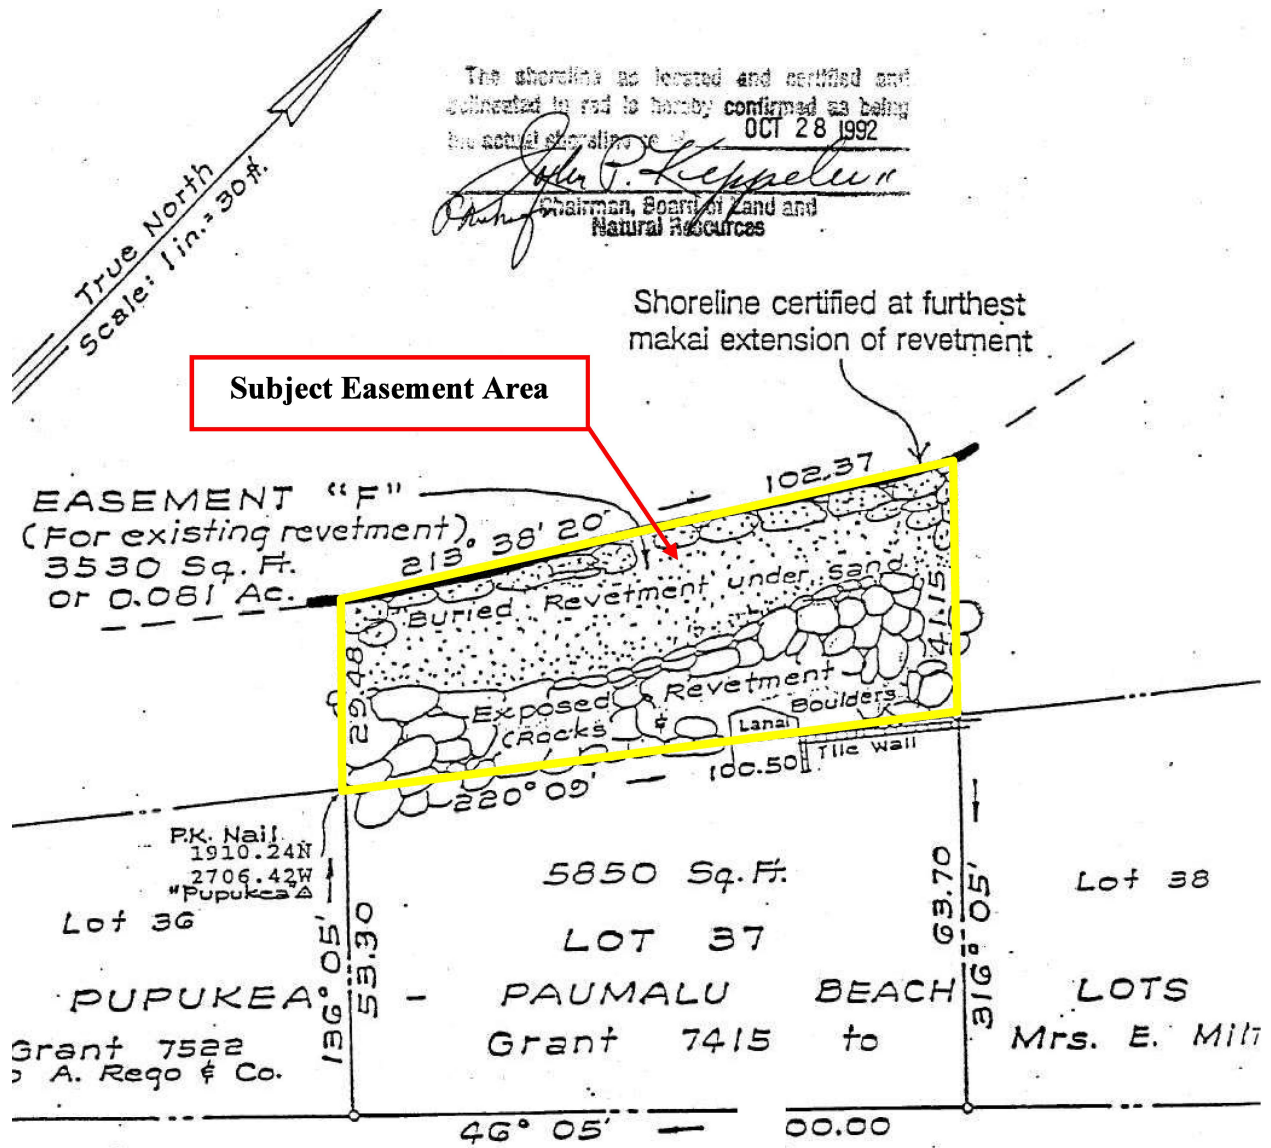 The shoreline as located and certified and
delineated in red is hereby confirmed as being
the actual shoreline as of
OCT 28 1992
Chairman, Board of Land and
Natural Resources
True North
Scale: 1in.=30ft.
Shoreline certified at furthest
makai extension of revetment
Subject Easement Area
EASEMENT "F"
(For existing revetment)
3530 Sq. Ft.
or 0.081 Ac.
213° 38' 20"
102.37
Buried Revetment under sand
29.48
41.15
Exposed Revetment
(Rocks & Boulders
Lanai
Tile Wall
220° 09'
100.50
P.K. Nail
1910.24N
2706.42W
"Pupukea"△
5850 Sq. Ft.
Lot 36
LOT 37
Lot 38
136° 05'
53.30
63.70
316° 05'
PUPUKEA - PAUMALU BEACH LOTS
Grant 7522
Grant 7415 to
Mrs. E.
A. Rego & Co.
46° 05'
00.00